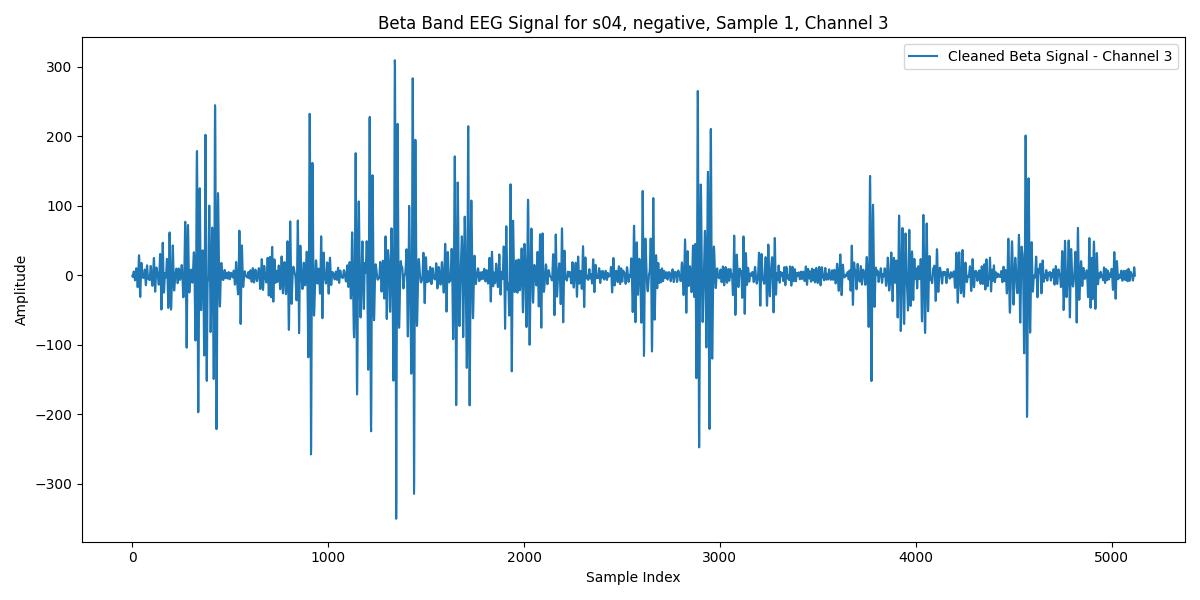 Beta Band EEG Signal for s04, negative, Sample 1, Channel 3
Cleaned Beta Signal - Channel 3
Amplitude
300
200
100
0
−100
−200
−300
0 1000 2000 3000 4000 5000
Sample Index